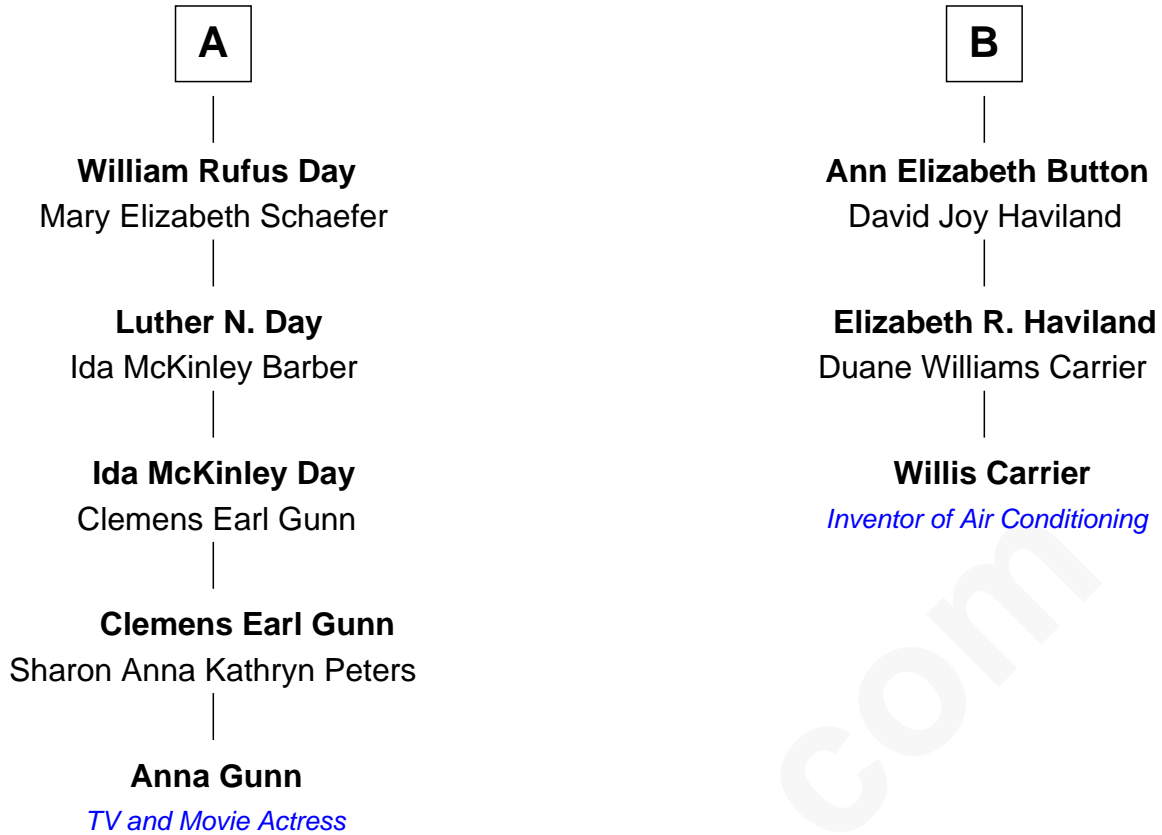 A
William Rufus Day
Mary Elizabeth Schaefer
Luther N. Day
Ida McKinley Barber
Ida McKinley Day
Clemens Earl Gunn
Clemens Earl Gunn
Sharon Anna Kathryn Peters
Anna Gunn
TV and Movie Actress
B
Ann Elizabeth Button
David Joy Haviland
Elizabeth R. Haviland
Duane Williams Carrier
Willis Carrier
Inventor of Air Conditioning
com